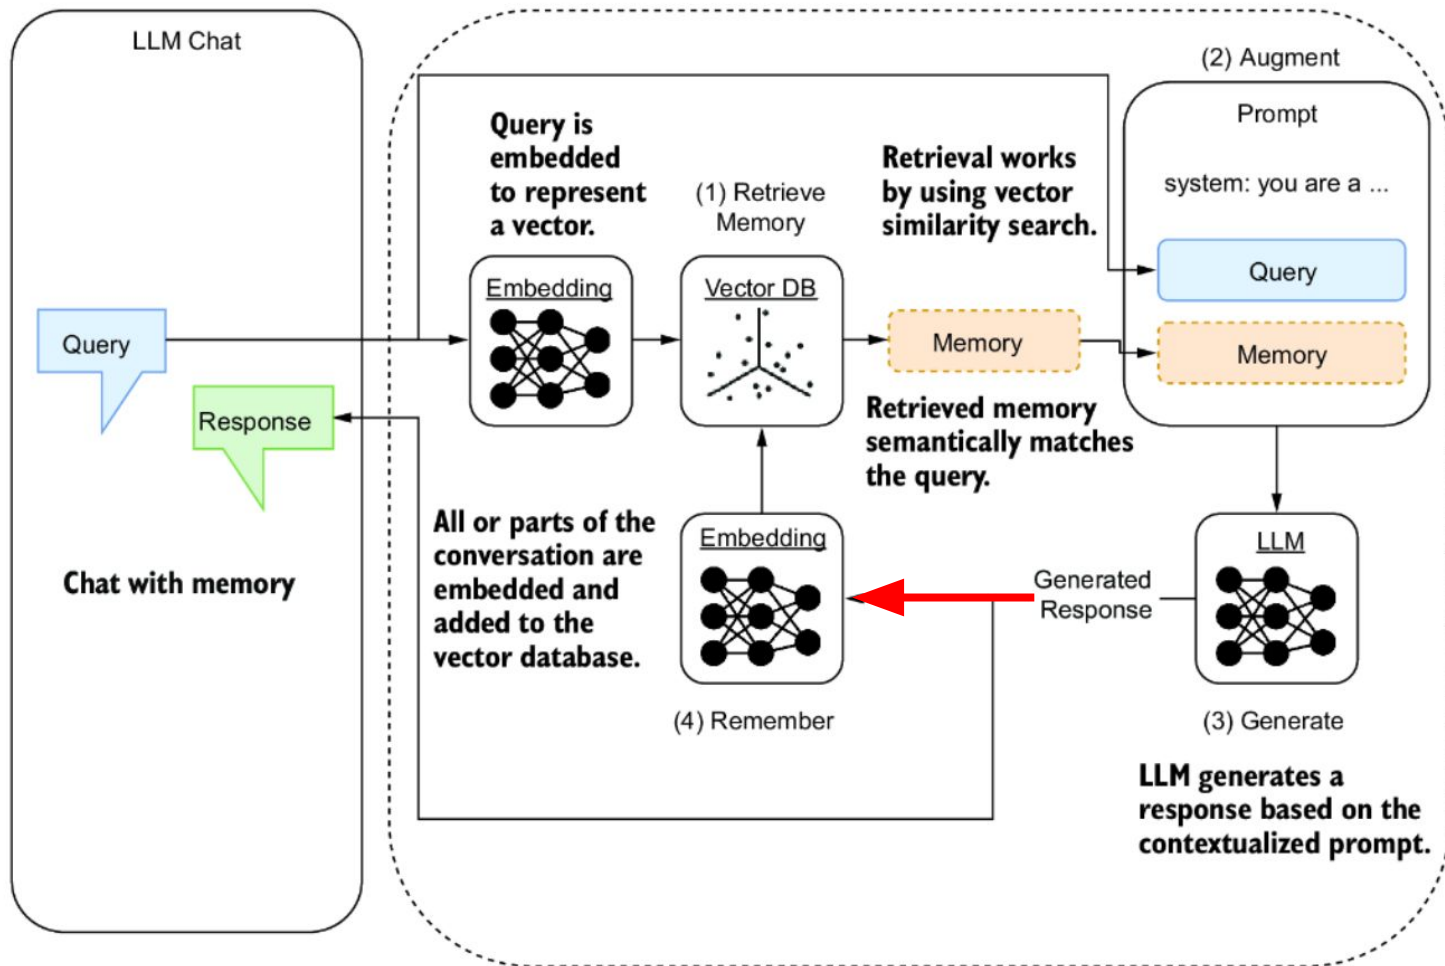 LLM Chat
Query
Response
Chat with memory
Query is
embedded
to represent
a vector.
Embedding
(1) Retrieve
Memory
Vector DB
Retrieval works
by using vector
similarity search.
Memory
Retrieved memory
semantically matches
the query.
(2) Augment
Prompt
system: you are a ...
Query
Memory
All or parts of the
conversation are
embedded and
added to the
vector database.
Embedding
(4) Remember
Generated
Response
LLM
(3) Generate
LLM generates a
response based on the
contextualized prompt.